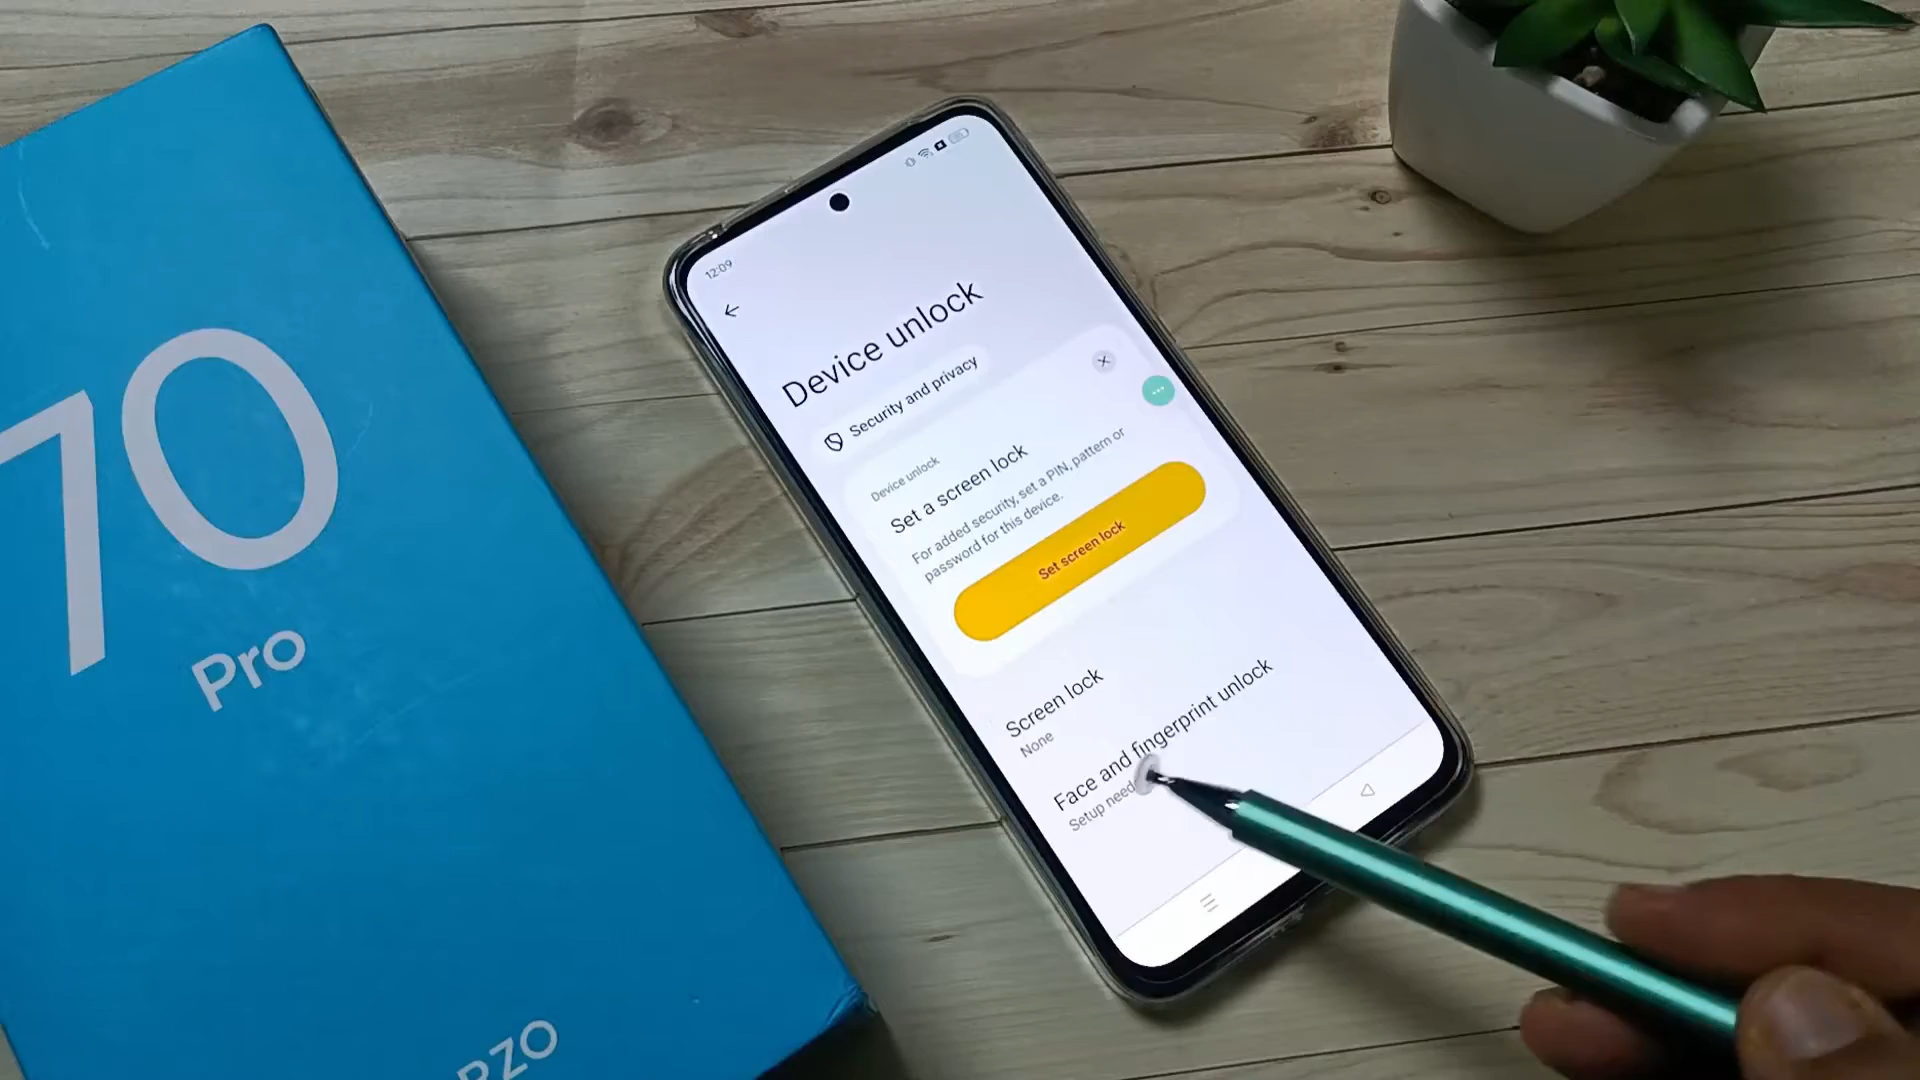 70
Pro
12:09
Device unlock
Security and privacy
Device unlock
Set a screen lock
For added security, set a PIN, pattern or
password for this device.
Set screen lock
Screen lock
None
Face and fingerprint unlock
Setup